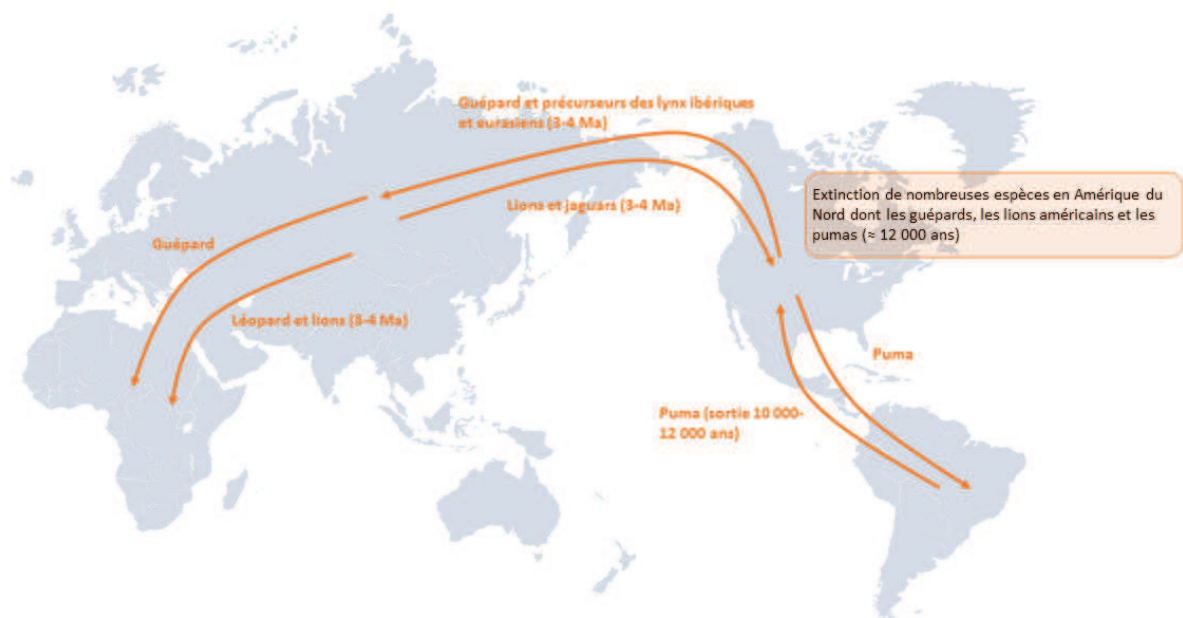 Guépard et précurseurs des lynx ibériques
et eurasiens (3-4 Ma)
Extinction de nombreuses espèces en Amérique du
Nord dont les guépards, les lions américains et les
pumas (≈ 12 000 ans)
Lions et jaguars (3-4 Ma)
Guépard
Léopard et lions (3-4 Ma)
Puma
Puma (sortie 10 000-
12 000 ans)